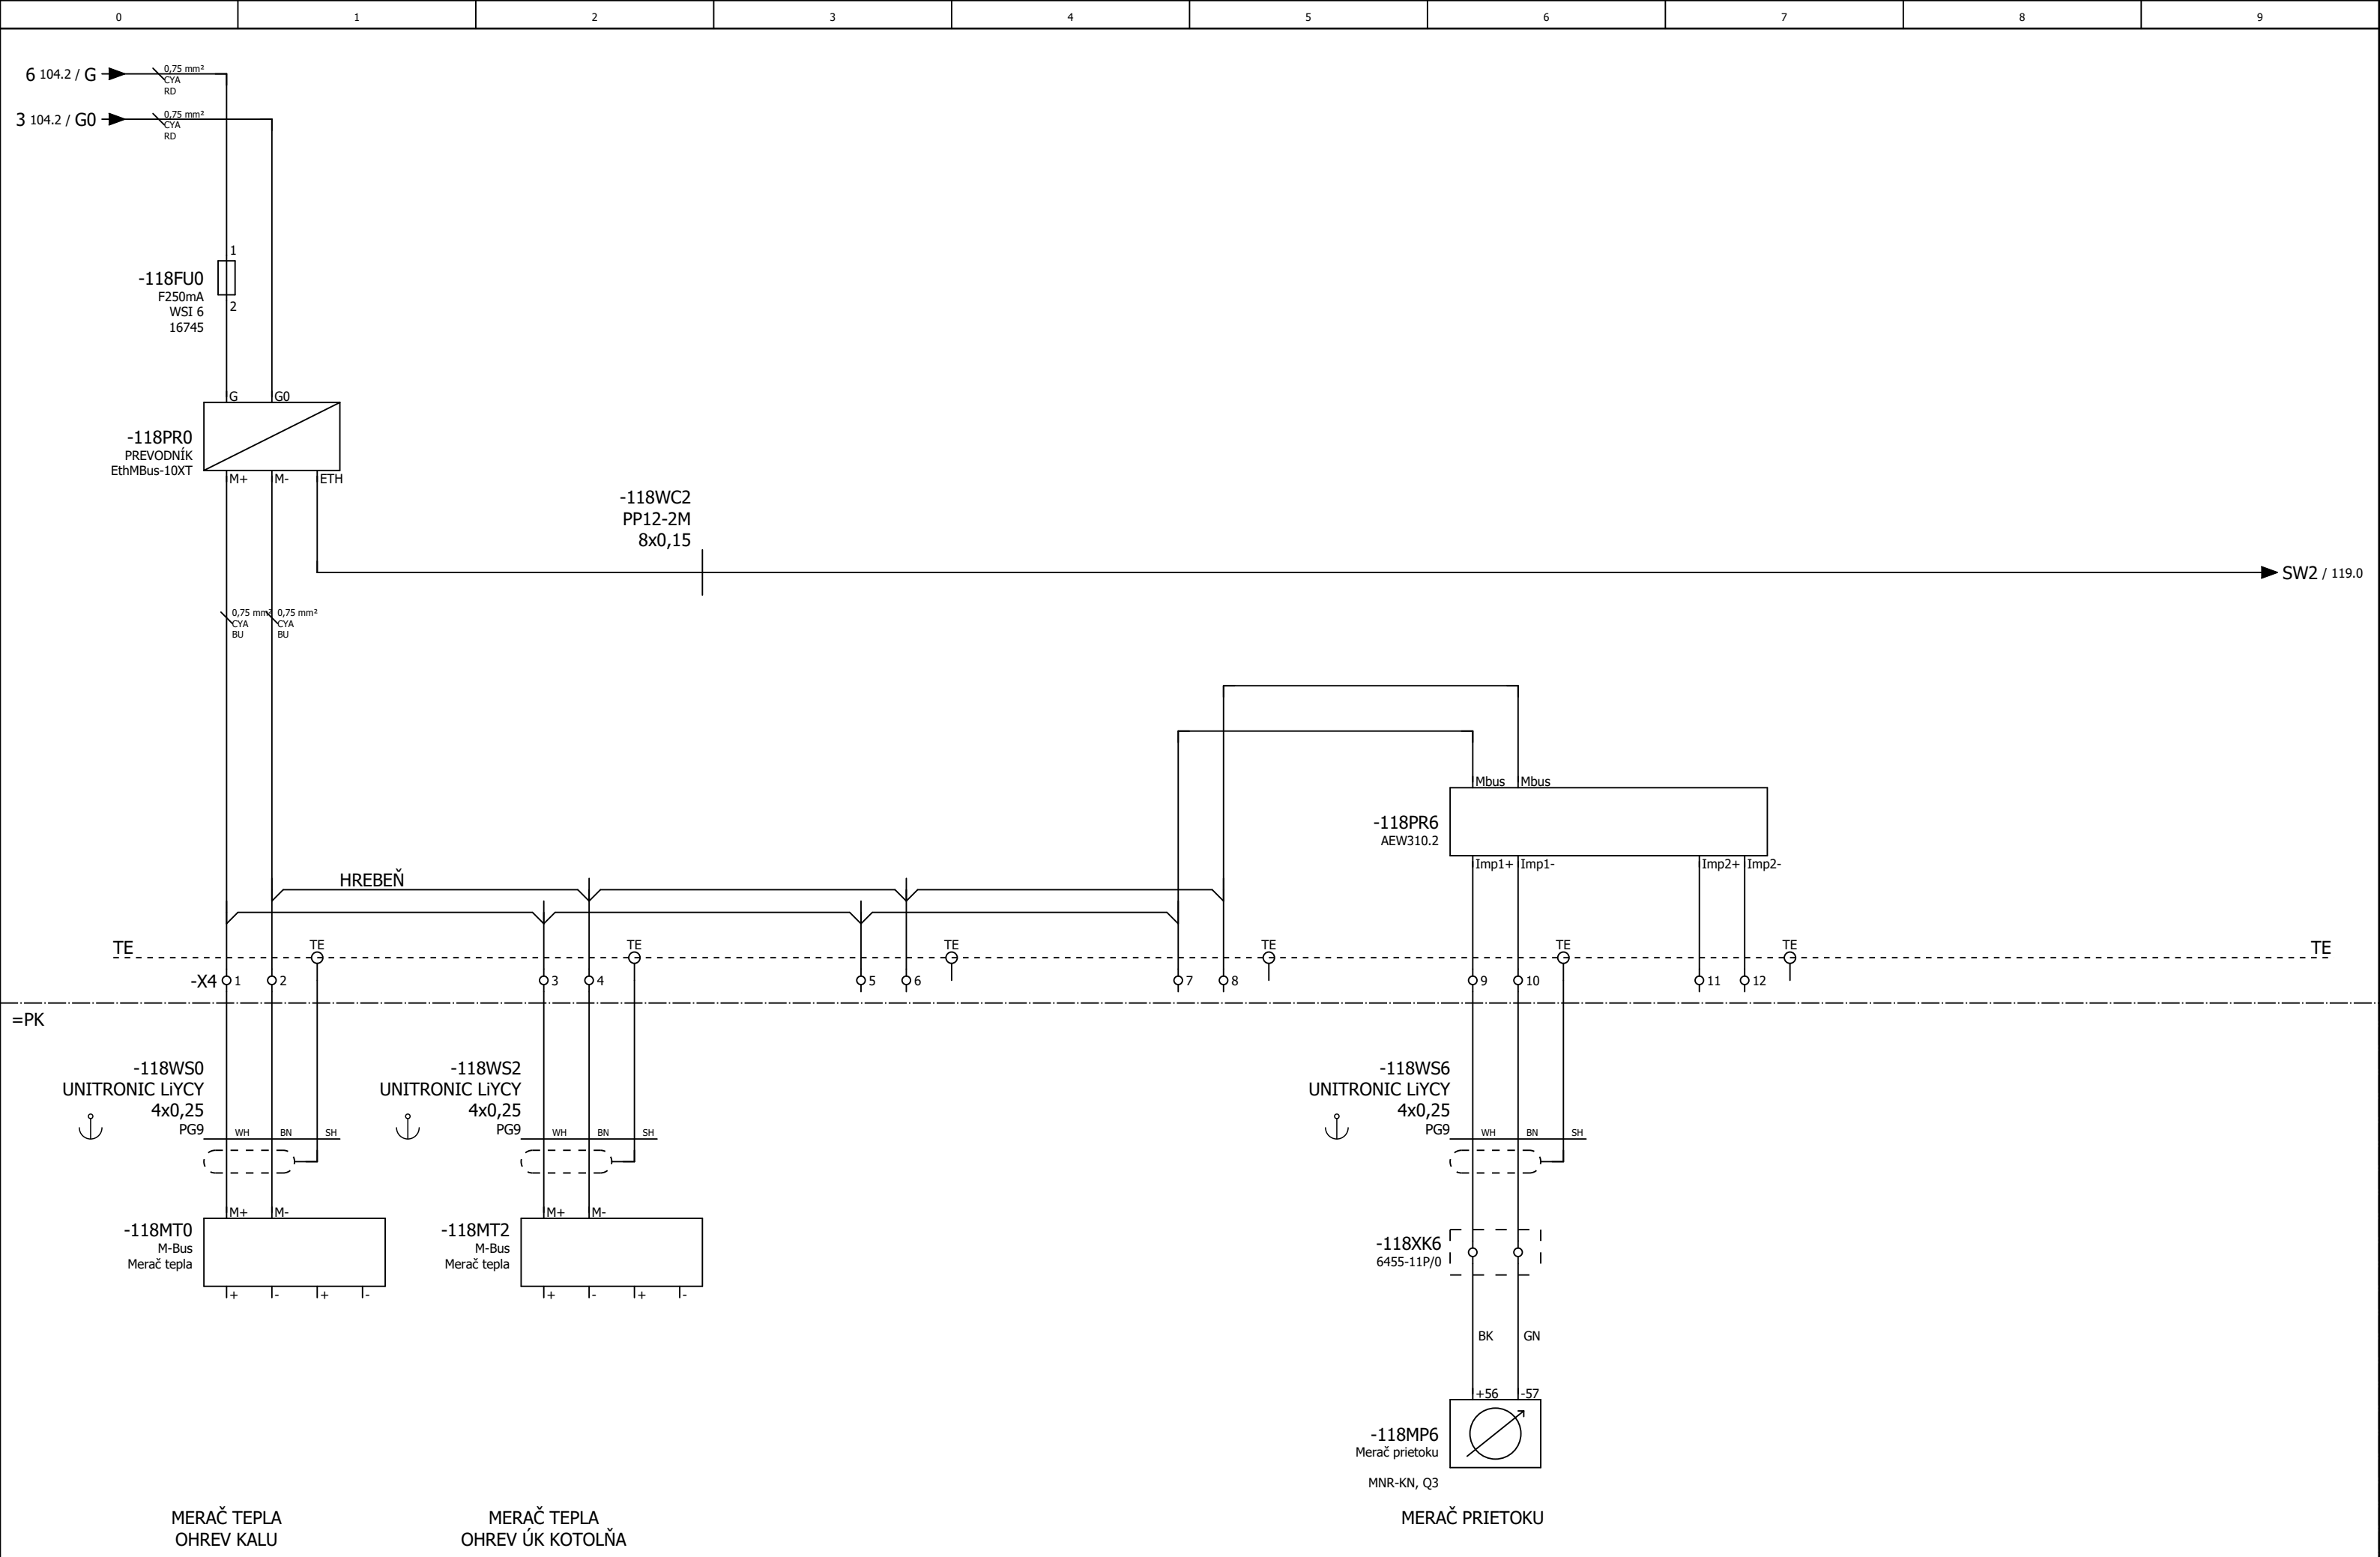 0 1 2 3 4 5 6 7 8 9
6 104.2 / G
0,75 mm²
CYA
RD
3 104.2 / G0
0,75 mm²
CYA
RD
1
-118FU0
F250mA
WSI 6
16745
2
G G0
-118PR0
PREVODNÍK
EthMBus-10XT
M+ M- ETH
-118WC2
PP12-2M
8x0,15
SW2 / 119.0
0,75 mm² 0,75 mm²
CYA CYA
BU BU
Mbus Mbus
-118PR6
AEW310.2
Imp1+ Imp1- Imp2+ Imp2-
HREBEŇ
TE TE TE TE TE TE TE TE
-X4 1 2 3 4 5 6 7 8 9 10 11 12
=PK
-118WS0
UNITRONIC LiYCY
4x0,25
PG9
WH BN SH
-118WS2
UNITRONIC LiYCY
4x0,25
PG9
WH BN SH
-118WS6
UNITRONIC LiYCY
4x0,25
PG9
WH BN SH
M+ M-
-118MT0
M-Bus
Merač tepla
+ - + -
M+ M-
-118MT2
M-Bus
Merač tepla
+ - + -
-118XK6
6455-11P/0
BK GN
+56 -57
-118MP6
Merač prietoku
MNR-KN, Q3
MERAČ TEPLA
OHREV KALU
MERAČ TEPLA
OHREV ÚK KOTOLŇA
MERAČ PRIETOKU